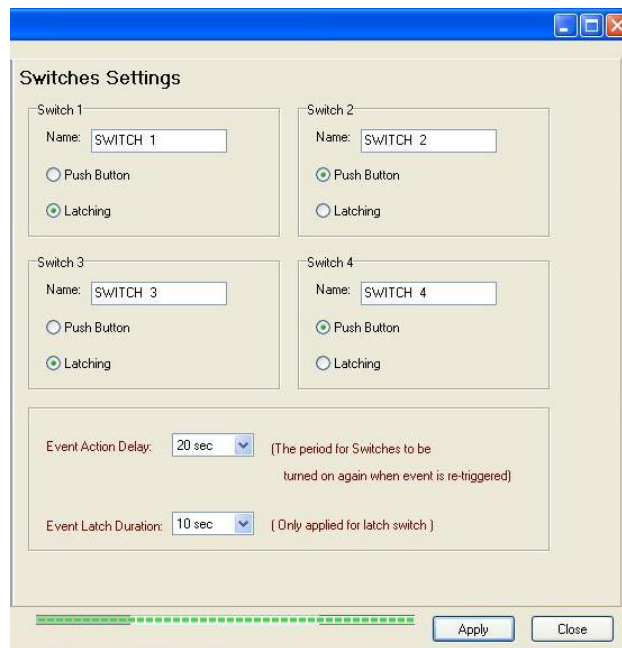 Switches Settings
Switch 1
Name: SWITCH 1
Push Button
Latching
Switch 2
Name: SWITCH 2
Push Button
Latching
Switch 3
Name: SWITCH 3
Push Button
Latching
Switch 4
Name: SWITCH 4
Push Button
Latching
Event Action Delay: 20 sec (The period for Switches to be
turned on again when event is re-triggered)
Event Latch Duration: 10 sec ( Only applied for latch switch )
Apply Close